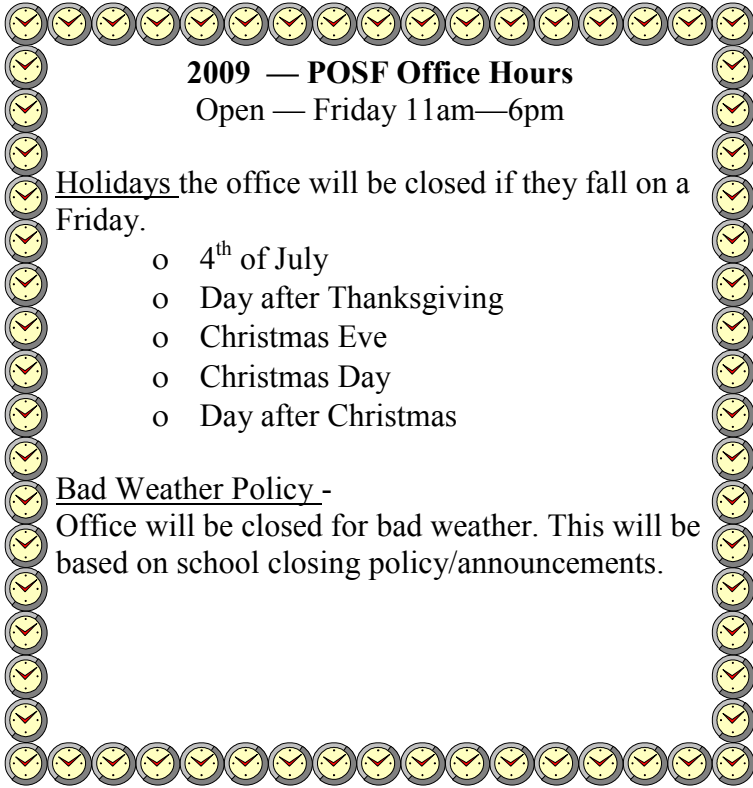 2009 — POSF Office Hours
Open — Friday 11am—6pm
Holidays the office will be closed if they fall on a
Friday.
o 4th of July
o Day after Thanksgiving
o Christmas Eve
o Christmas Day
o Day after Christmas
Bad Weather Policy -
Office will be closed for bad weather. This will be
based on school closing policy/announcements.